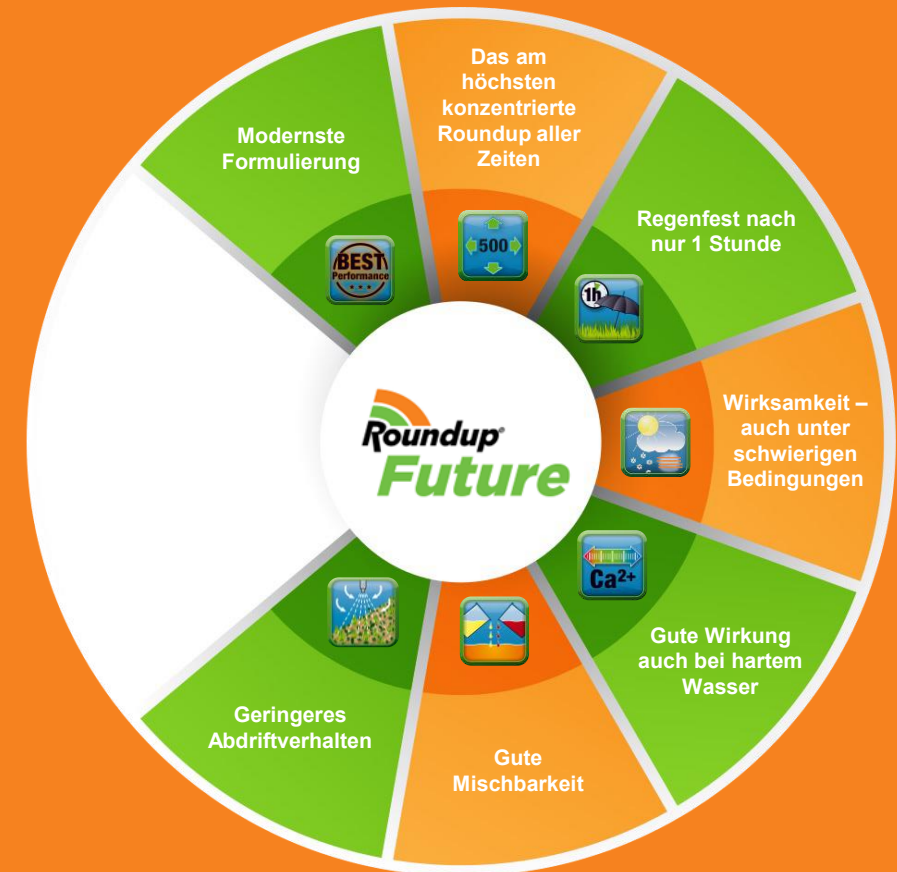 Modernste
Formulierung
BEST
Performance
Das am
höchsten
konzentrierte
Roundup aller
Zeiten
500
Regenfest nach
nur 1 Stunde
1h
Wirksamkeit –
auch unter
schwierigen
Bedingungen
Gute Wirkung
auch bei hartem
Wasser
Ca²⁺
Gute
Mischbarkeit
Geringeres
Abdriftverhalten
Roundup®
Future